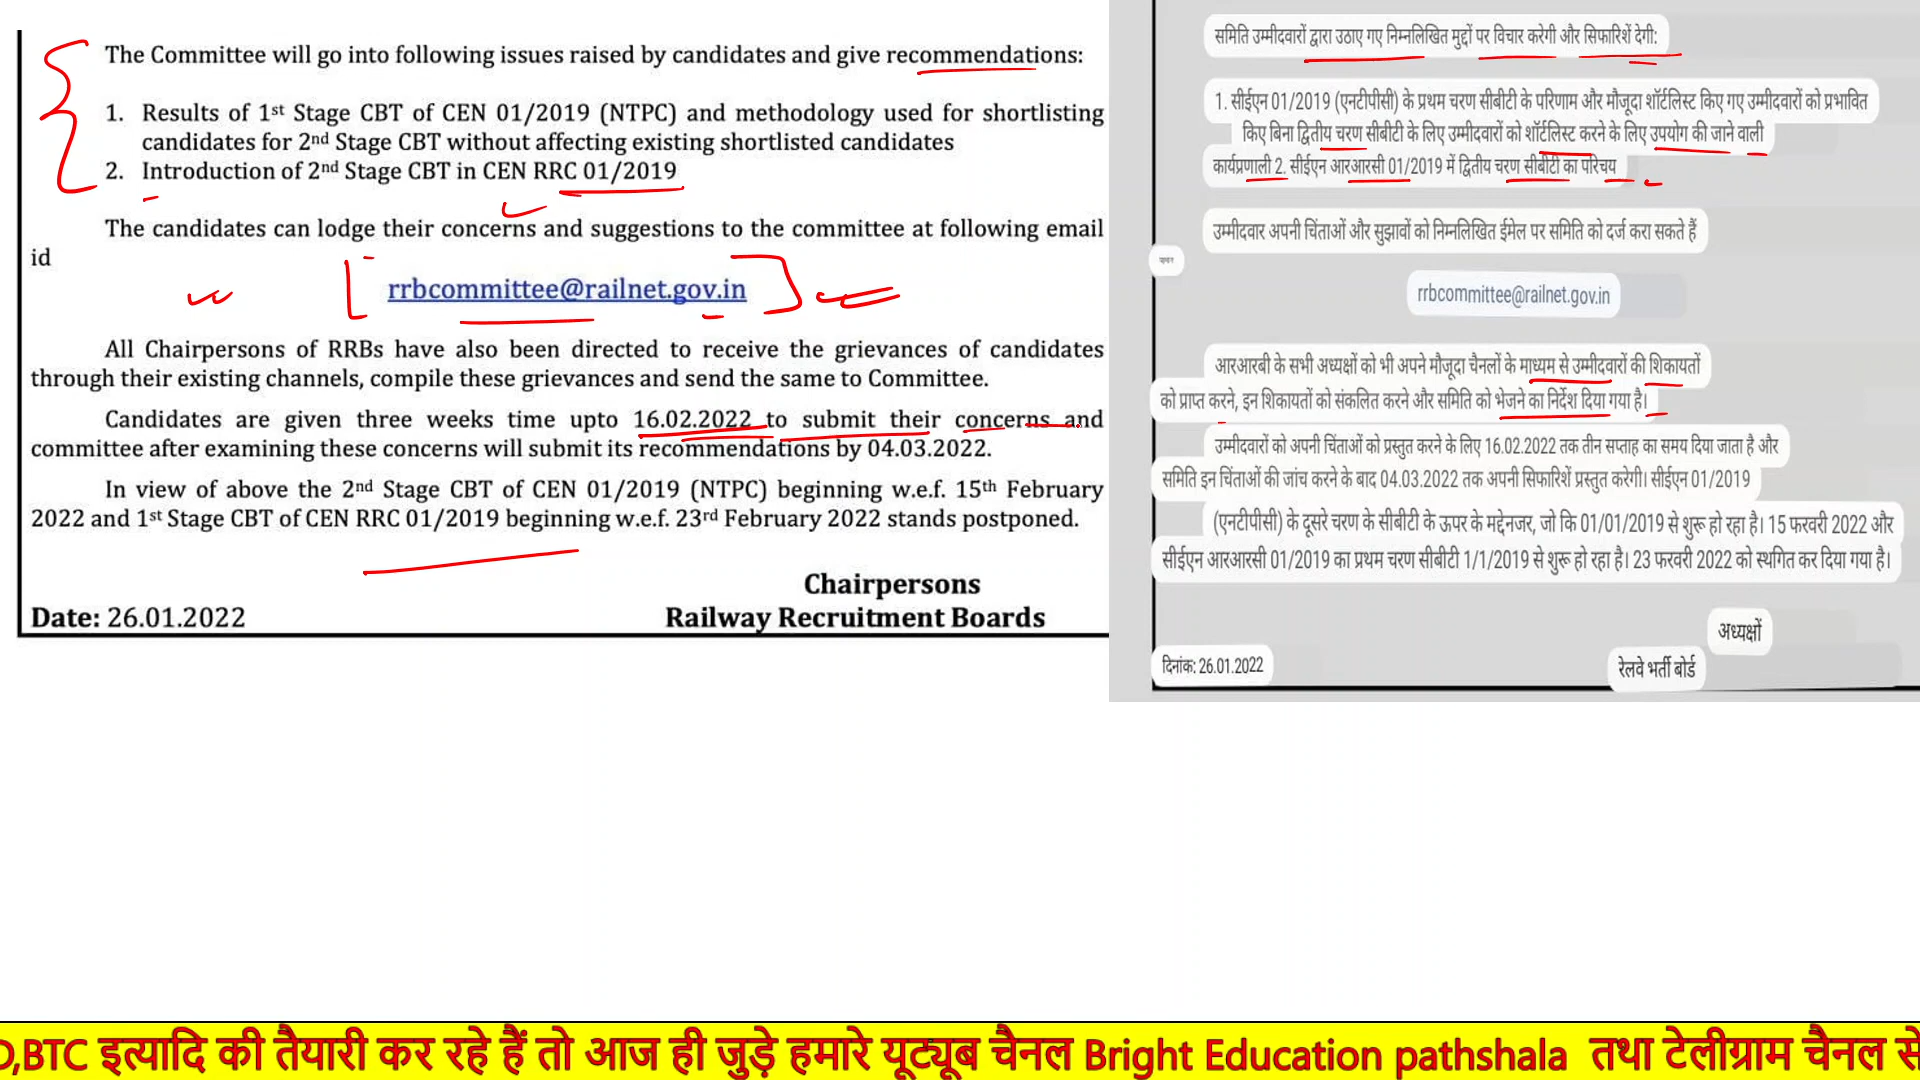 The Committee will go into following issues raised by candidates and give recommendations:
1. Results of 1st Stage CBT of CEN 01/2019 (NTPC) and methodology used for shortlisting
candidates for 2nd Stage CBT without affecting existing shortlisted candidates
2. Introduction of 2nd Stage CBT in CEN RRC 01/2019
The candidates can lodge their concerns and suggestions to the committee at following email
id
rrbcommittee@railnet.gov.in
All Chairpersons of RRBs have also been directed to receive the grievances of candidates
through their existing channels, compile these grievances and send the same to Committee.
Candidates are given three weeks time upto 16.02.2022 to submit their concerns and
committee after examining these concerns will submit its recommendations by 04.03.2022.
In view of above the 2nd Stage CBT of CEN 01/2019 (NTPC) beginning w.e.f. 15th February
2022 and 1st Stage CBT of CEN RRC 01/2019 beginning w.e.f. 23rd February 2022 stands postponed.
Chairpersons
Date: 26.01.2022 Railway Recruitment Boards
समिति उम्मीदवारों द्वारा उठाए गए निम्नलिखित मुद्दों पर विचार करेगी और सिफारिशें देगी:
1. सीईएन 01/2019 (एनटीपीसी) के प्रथम चरण सीबीटी के परिणाम और मौजूदा शॉर्टलिस्ट किए गए उम्मीदवारों को प्रभावित
किए बिना द्वितीय चरण सीबीटी के लिए उम्मीदवारों को शॉर्टलिस्ट करने के लिए उपयोग की जाने वाली
कार्यप्रणाली 2. सीईएन आरआरसी 01/2019 में द्वितीय चरण सीबीटी का परिचय
उम्मीदवार अपनी चिंताओं और सुझावों को निम्नलिखित ईमेल पर समिति को दर्ज करा सकते हैं
rrbcommittee@railnet.gov.in
आरआरबी के सभी अध्यक्षों को भी अपने मौजूदा चैनलों के माध्यम से उम्मीदवारों की शिकायतों
को प्राप्त करने, इन शिकायतों को संकलित करने और समिति को भेजने का निर्देश दिया गया है।
उम्मीदवारों को अपनी चिंताओं को प्रस्तुत करने के लिए 16.02.2022 तक तीन सप्ताह का समय दिया जाता है और
समिति इन चिंताओं की जांच करने के बाद 04.03.2022 तक अपनी सिफारिशें प्रस्तुत करेगी। सीईएन 01/2019
(एनटीपीसी) के दूसरे चरण के सीबीटी के ऊपर के मद्देनजर, जो कि 01/01/2019 से शुरू हो रहा है। 15 फरवरी 2022 और
सीईएन आरआरसी 01/2019 का प्रथम चरण सीबीटी 1/1/2019 से शुरू हो रहा है। 23 फरवरी 2022 को स्थगित कर दिया गया है।
अध्यक्षों
दिनांक: 26.01.2022 रेलवे भर्ती बोर्ड
D,BTC इत्यादि की तैयारी कर रहे हैं तो आज ही जुड़े हमारे यूट्यूब चैनल Bright Education pathshala तथा टेलीग्राम चैनल से